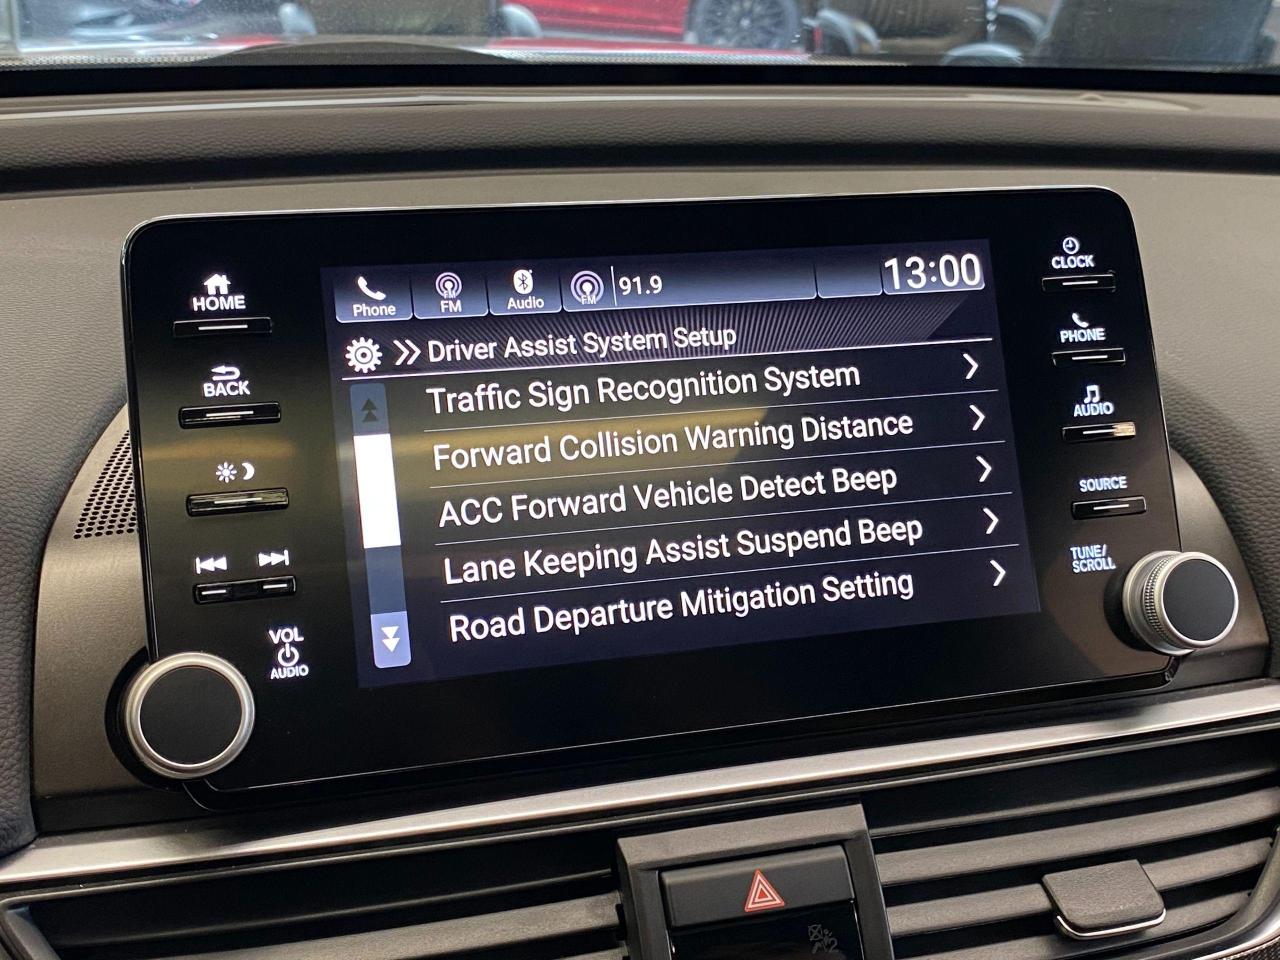 HOME
BACK
VOL
AUDIO
Phone
FM
FM
Audio
FM
91.9
13:00
Driver Assist System Setup
Traffic Sign Recognition System
Forward Collision Warning Distance
ACC Forward Vehicle Detect Beep
Lane Keeping Assist Suspend Beep
Road Departure Mitigation Setting
CLOCK
PHONE
AUDIO
SOURCE
TUNE/
SCROLL